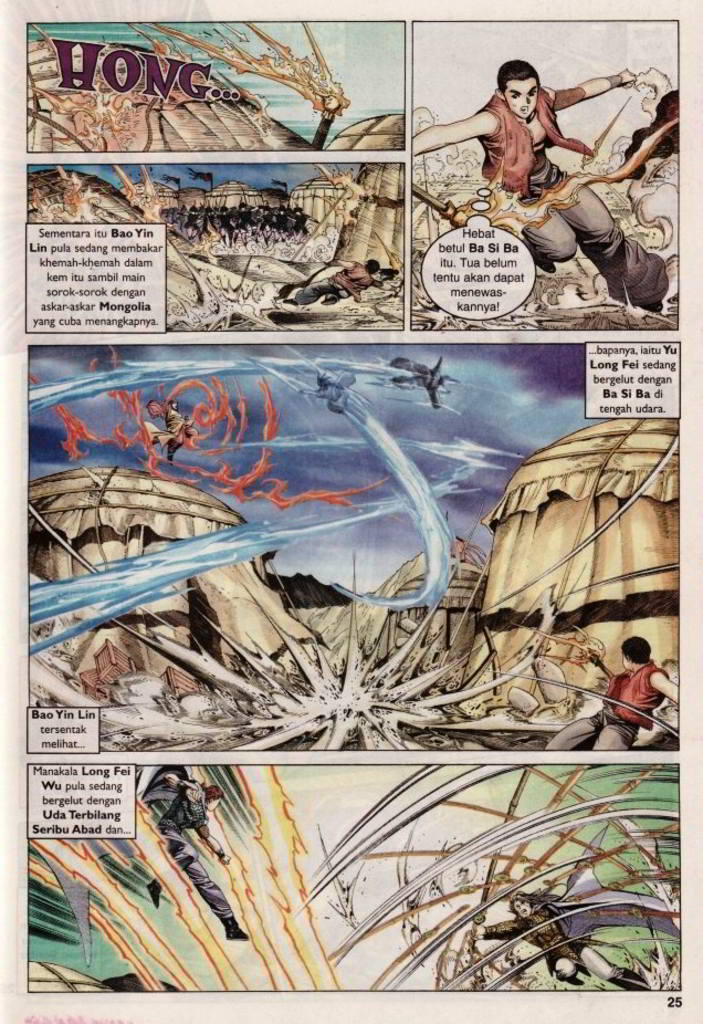 HONG...
Sementara itu Bao Yin
Lin pula sedang membakar
khemah-khemah dalam
kem itu sambil main
sorok-sorok dengan
askar-askar Mongolia
yang cuba menangkapnya.
Hebat
betul Ba Si Ba
itu. Tua belum
tentu akan dapat
menewas-
kannya!
Bao Yin Lin
tersentak
melihat...
...bapanya, iaitu Yu
Long Fei sedang
bergelut dengan
Ba Si Ba di
tengah udara.
Manakala Long Fei
Wu pula sedang
bergelut dengan
Uda Terbilang
Seribu Abad dan...
25